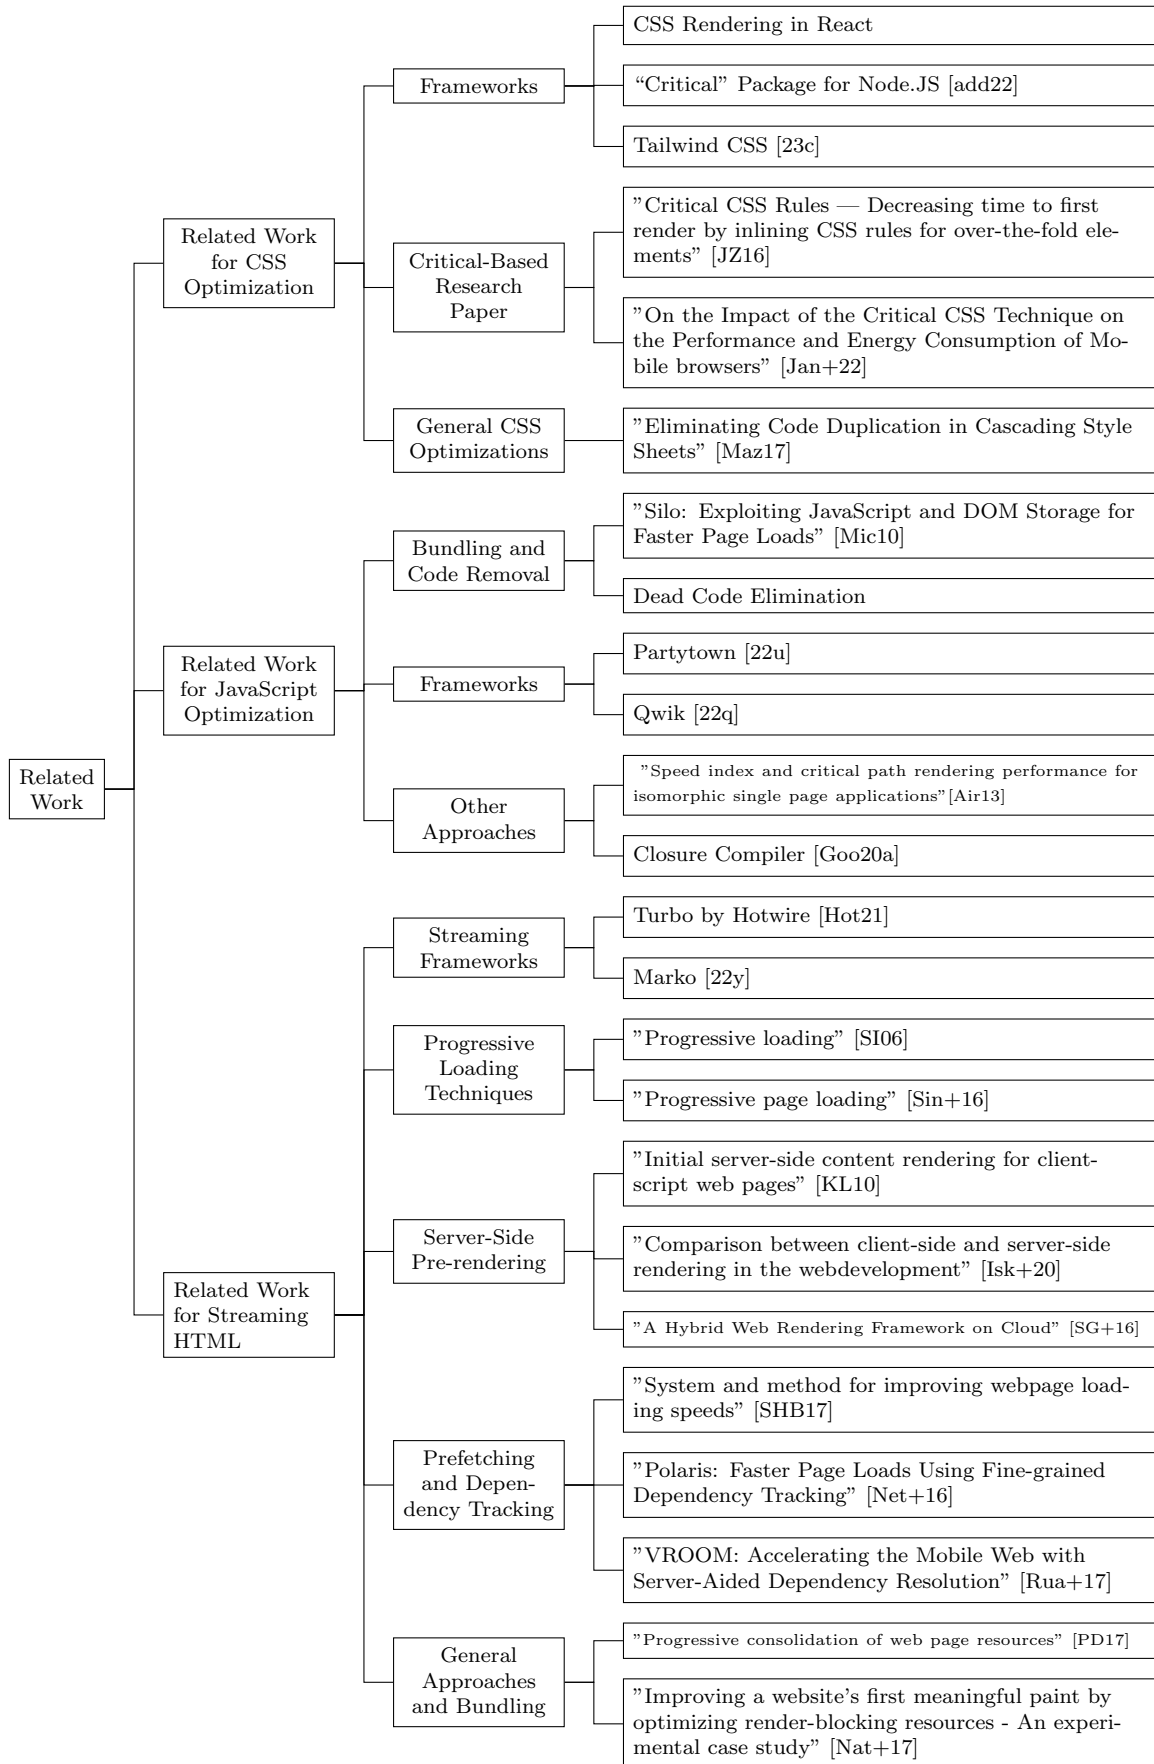 Related
Work
Related Work
for CSS
Optimization
Frameworks
CSS Rendering in React
“Critical” Package for Node.JS [add22]
Tailwind CSS [23c]
Critical-Based
Research
Paper
”Critical CSS Rules — Decreasing time to first
render by inlining CSS rules for over-the-fold ele-
ments” [JZ16]
”On the Impact of the Critical CSS Technique on
the Performance and Energy Consumption of Mo-
bile browsers” [Jan+22]
General CSS
Optimizations
”Eliminating Code Duplication in Cascading Style
Sheets” [Maz17]
Related Work
for JavaScript
Optimization
Bundling and
Code Removal
”Silo: Exploiting JavaScript and DOM Storage for
Faster Page Loads” [Mic10]
Dead Code Elimination
Frameworks
Partytown [22u]
Qwik [22q]
Other
Approaches
”Speed index and critical path rendering performance for
isomorphic single page applications”[Air13]
Closure Compiler [Goo20a]
Related Work
for Streaming
HTML
Streaming
Frameworks
Turbo by Hotwire [Hot21]
Marko [22y]
Progressive
Loading
Techniques
”Progressive loading” [SI06]
”Progressive page loading” [Sin+16]
Server-Side
Pre-rendering
”Initial server-side content rendering for client-
script web pages” [KL10]
”Comparison between client-side and server-side
rendering in the webdevelopment” [Isk+20]
”A Hybrid Web Rendering Framework on Cloud” [SG+16]
Prefetching
and Depen-
dency Tracking
”System and method for improving webpage load-
ing speeds” [SHB17]
”Polaris: Faster Page Loads Using Fine-grained
Dependency Tracking” [Net+16]
”VROOM: Accelerating the Mobile Web with
Server-Aided Dependency Resolution” [Rua+17]
General
Approaches
and Bundling
”Progressive consolidation of web page resources” [PD17]
”Improving a website’s first meaningful paint by
optimizing render-blocking resources - An experi-
mental case study” [Nat+17]